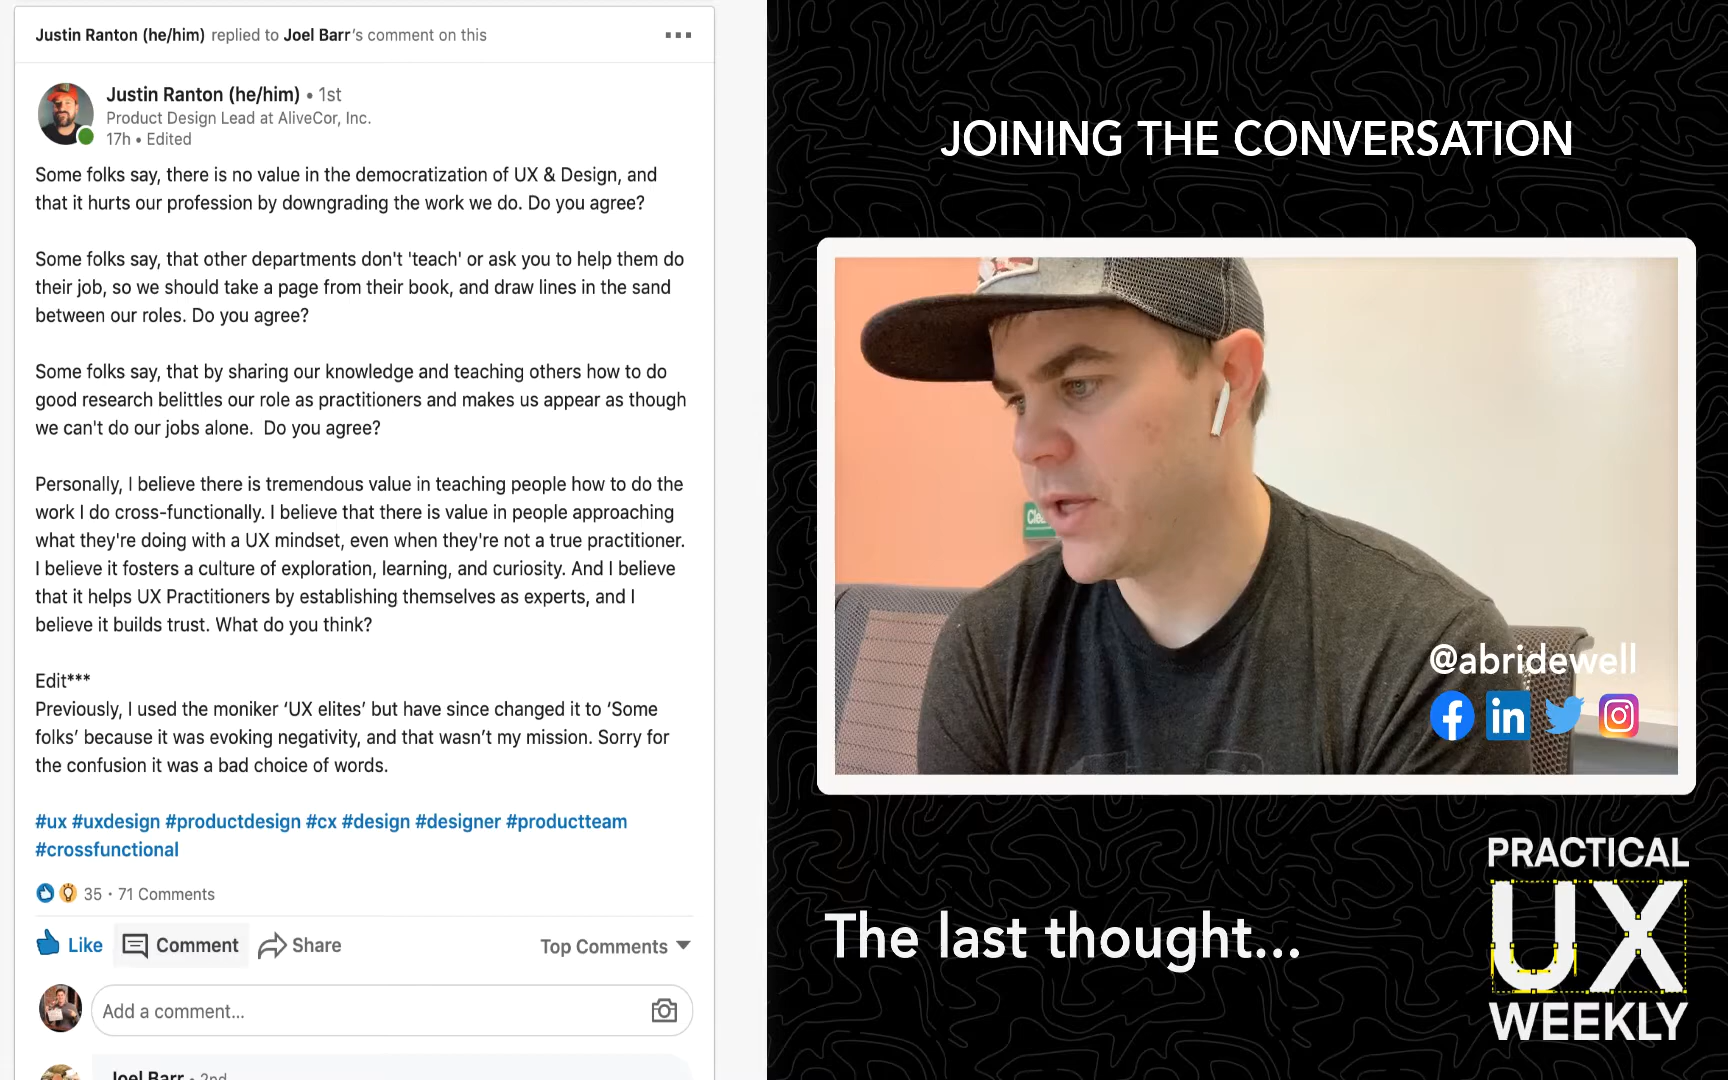 Justin Ranton (he/him) replied to Joel Barr's comment on this
Justin Ranton (he/him) • 1st
Product Design Lead at AliveCor, Inc.
17h • Edited
Some folks say, there is no value in the democratization of UX & Design, and
that it hurts our profession by downgrading the work we do. Do you agree?
Some folks say, that other departments don't 'teach' or ask you to help them do
their job, so we should take a page from their book, and draw lines in the sand
between our roles. Do you agree?
Some folks say, that by sharing our knowledge and teaching others how to do
good research belittles our role as practitioners and makes us appear as though
we can't do our jobs alone.  Do you agree?
Personally, I believe there is tremendous value in teaching people how to do the
work I do cross-functionally. I believe that there is value in people approaching
what they're doing with a UX mindset, even when they're not a true practitioner.
I believe it fosters a culture of exploration, learning, and curiosity. And I believe
that it helps UX Practitioners by establishing themselves as experts, and I
believe it builds trust. What do you think?
Edit***
Previously, I used the moniker ‘UX elites’ but have since changed it to ‘Some
folks’ because it was evoking negativity, and that wasn’t my mission. Sorry for
the confusion it was a bad choice of words.
#ux #uxdesign #productdesign #cx #design #designer #productteam
#crossfunctional
35 • 71 Comments
Like Comment Share Top Comments
Add a comment...
Joel Barr • 2nd
JOINING THE CONVERSATION
@abridewell
The last thought...
PRACTICAL
UX
WEEKLY